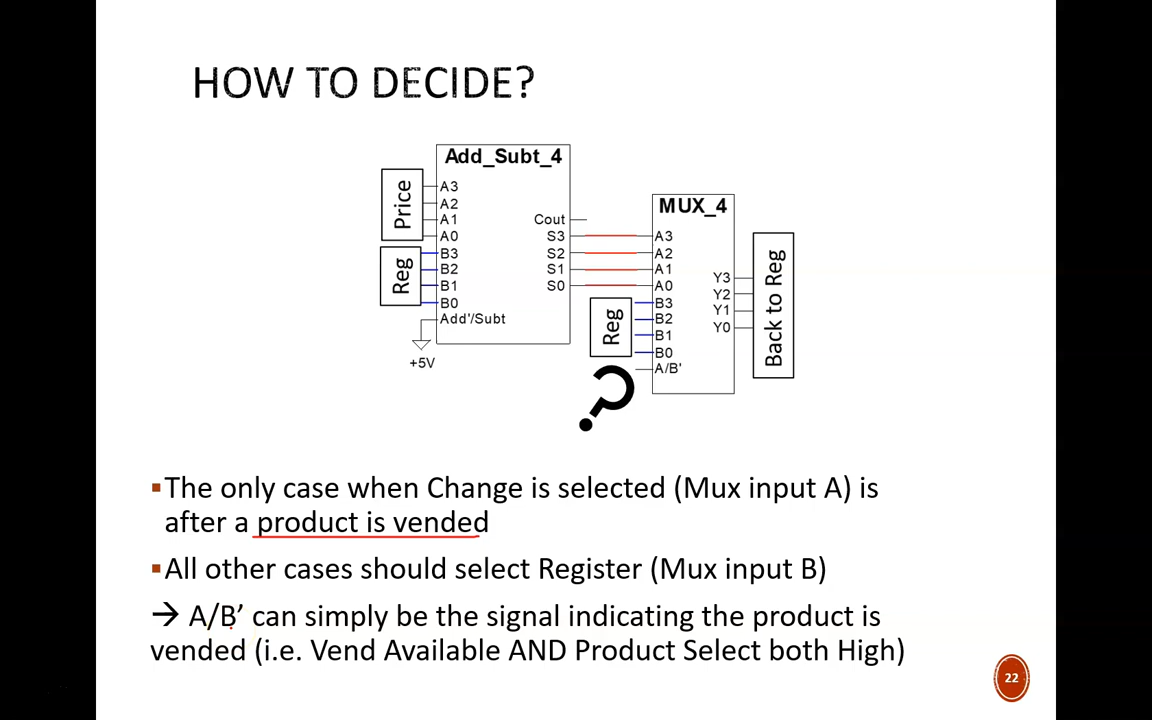 HOW TO DECIDE?
Add_Subt_4
Price
A3
A2
A1
A0
Reg
B3
B2
B1
B0
Add'/Subt
+5V
Cout
S3
S2
S1
S0
MUX_4
A3
A2
A1
A0
Reg
B3
B2
B1
B0
A/B'
?
Y3
Y2
Y1
Y0
Back to Reg
▪The only case when Change is selected (Mux input A) is
after a product is vended
▪All other cases should select Register (Mux input B)
→ A/B’ can simply be the signal indicating the product is
vended (i.e. Vend Available AND Product Select both High)
22